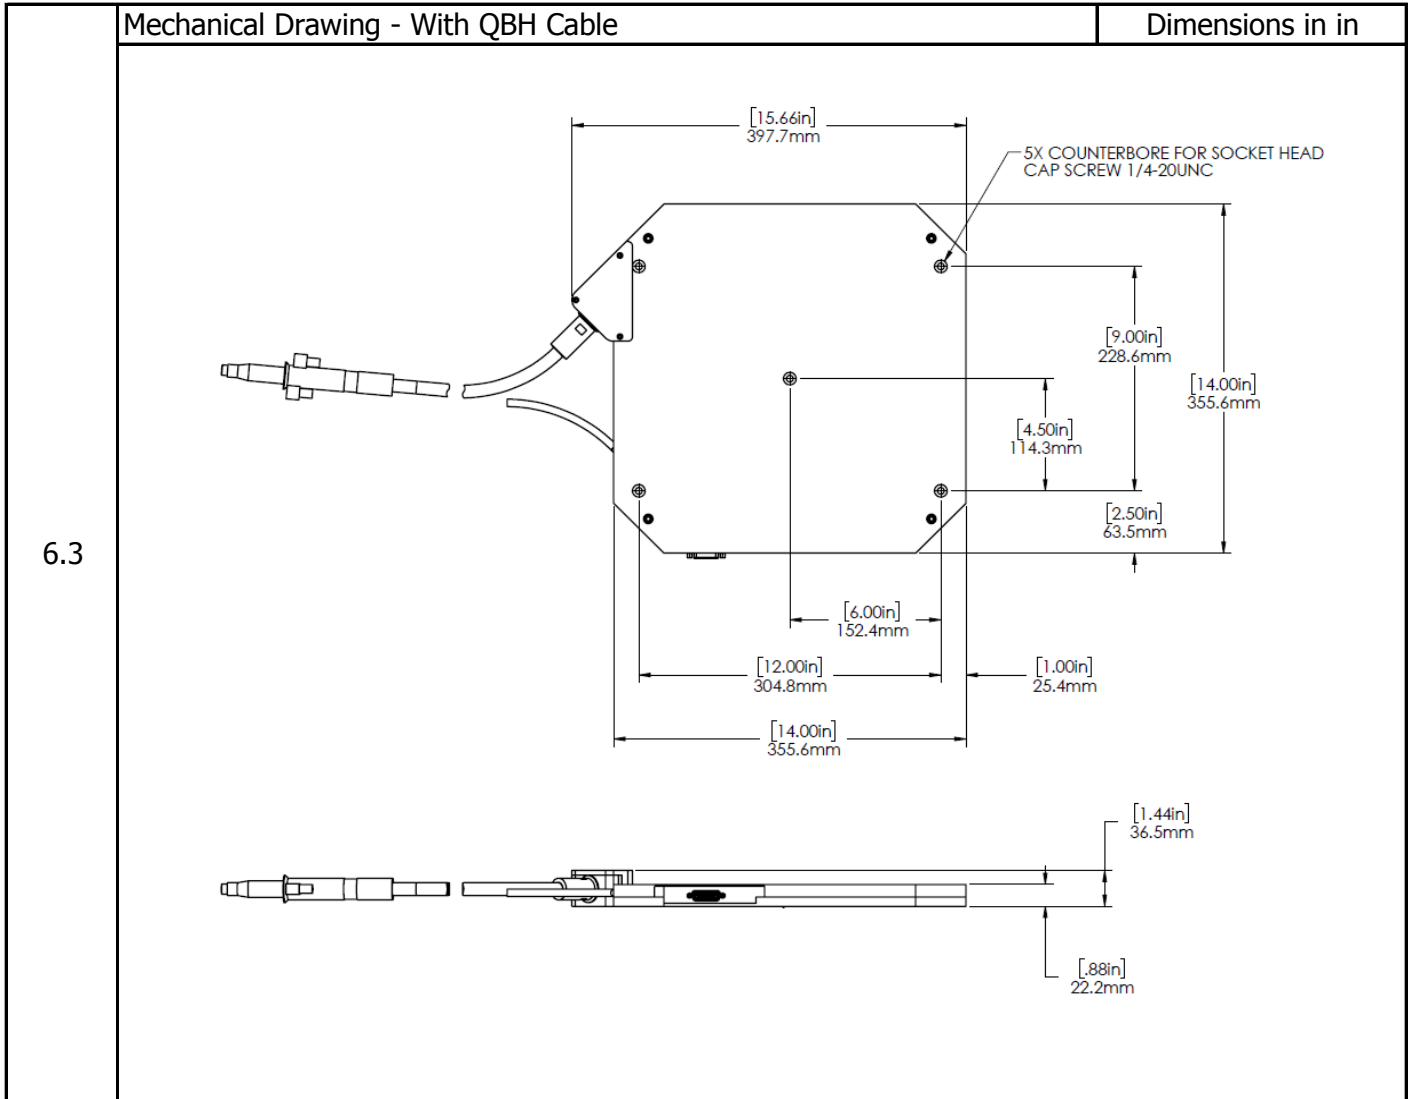 Mechanical Drawing - With QBH Cable
Dimensions in in
6.3
[15.66in]
397.7mm
5X COUNTERBORE FOR SOCKET HEAD
CAP SCREW 1/4-20UNC
[9.00in]
228.6mm
[14.00in]
355.6mm
[4.50in]
114.3mm
[2.50in]
63.5mm
[6.00in]
152.4mm
[12.00in]
304.8mm
[1.00in]
25.4mm
[14.00in]
355.6mm
[1.44in]
36.5mm
[.88in]
22.2mm